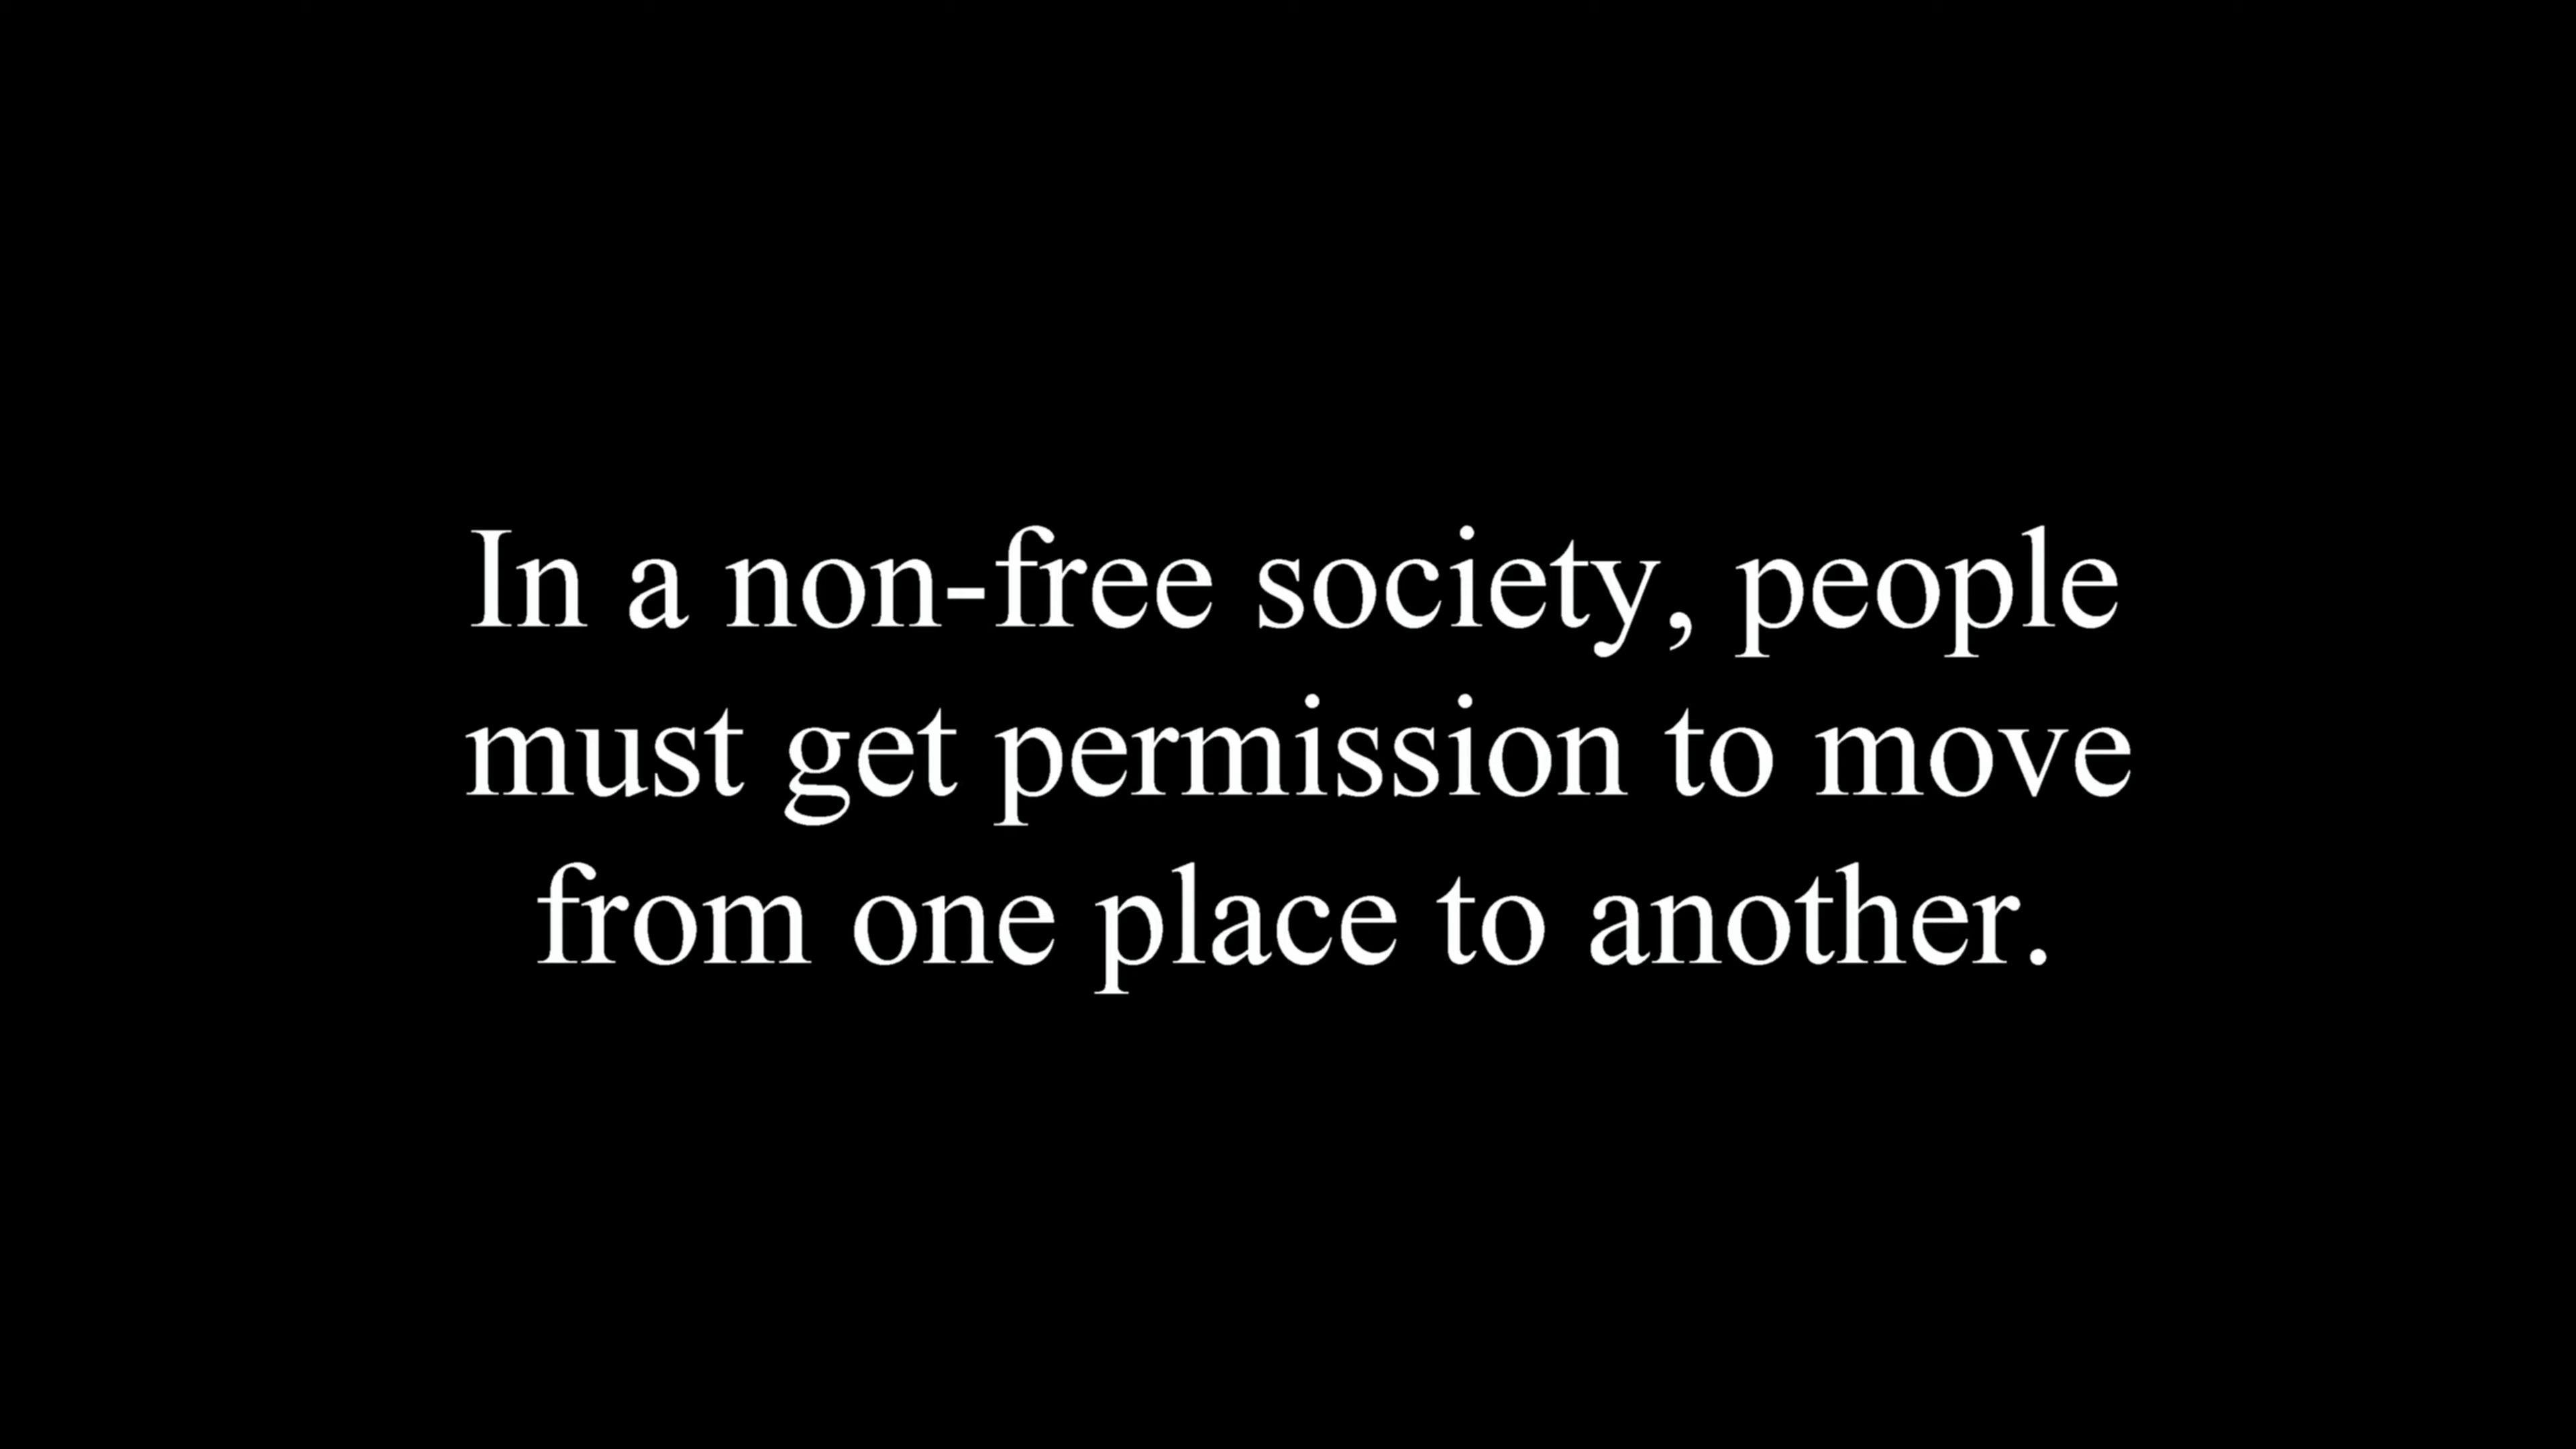 In a non-free society, people
must get permission to move
from one place to another.